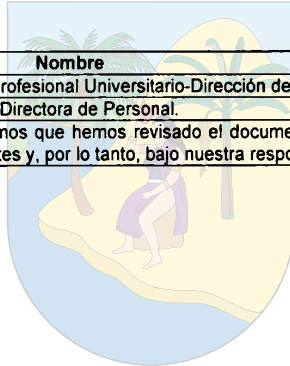 Nombre
rofesional Universitario-Dirección de
Directora de Personal.
mos que hemos revisado el docume
tes y, por lo tanto, bajo nuestra respo